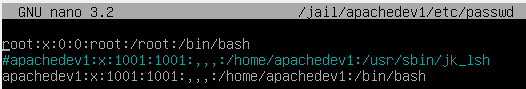 GNU nano 3.2 /jail/apachedev1/etc/passwd
root:x:0:0:root:/root:/bin/bash
#apachedev1:x:1001:1001:,,,:/home/apachedev1:/usr/sbin/jk_lsh
apachedev1:x:1001:1001:,,,:/home/apachedev1:/bin/bash